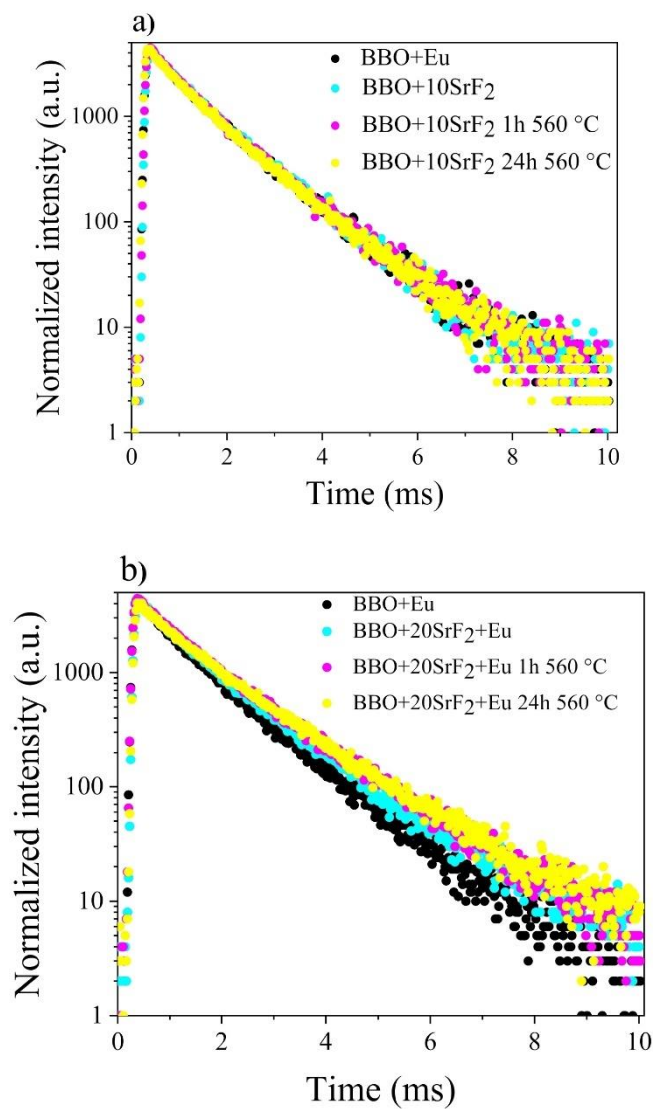 a)
BBO+Eu
BBO+10SrF2
BBO+10SrF2 1h 560 °C
BBO+10SrF2 24h 560 °C
Normalized intensity (a.u.)
1000
100
10
1
0 2 4 6 8 10
Time (ms)
b)
BBO+Eu
BBO+20SrF2+Eu
BBO+20SrF2+Eu 1h 560 °C
BBO+20SrF2+Eu 24h 560 °C
Normalized intensity (a.u.)
1000
100
10
1
0 2 4 6 8 10
Time (ms)